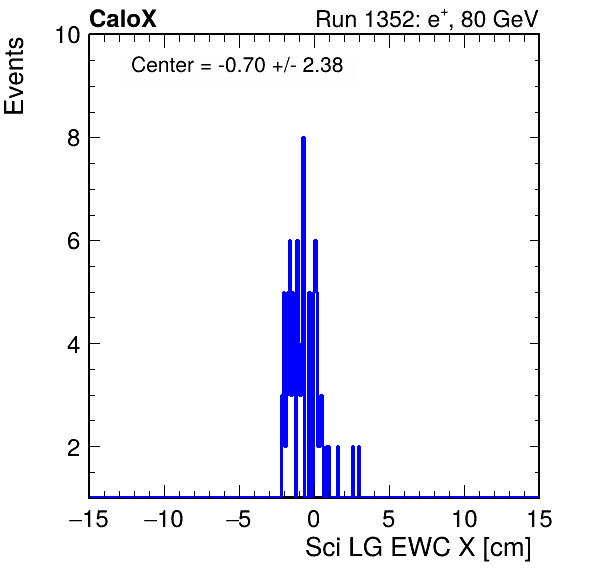 CaloX Run 1352: e⁺, 80 GeV
Center = -0.70 +/- 2.38
Events
10
8
6
4
2
−15 −10 −5 0 5 10 15
Sci LG EWC X [cm]